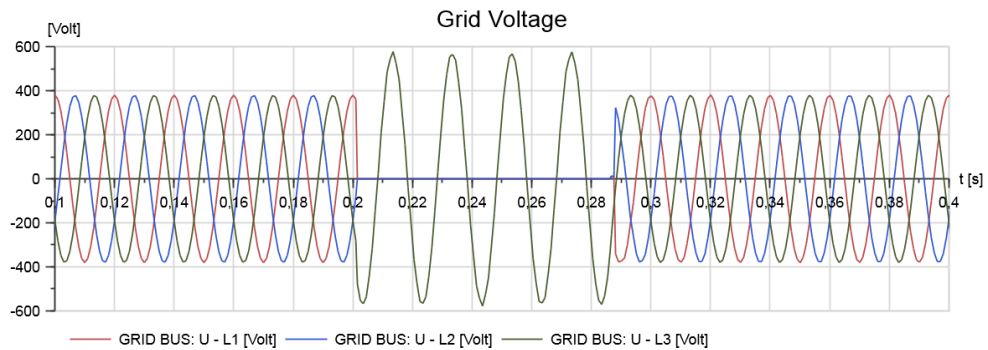 Grid Voltage
[Volt]
600
400
200
0
-200
-400
-600
0,1 0,12 0,14 0,16 0,18 0,2 0,22 0,24 0,26 0,28 0,3 0,32 0,34 0,36 0,38 0,4
t [s]
GRID BUS: U - L1 [Volt] GRID BUS: U - L2 [Volt] GRID BUS: U - L3 [Volt]